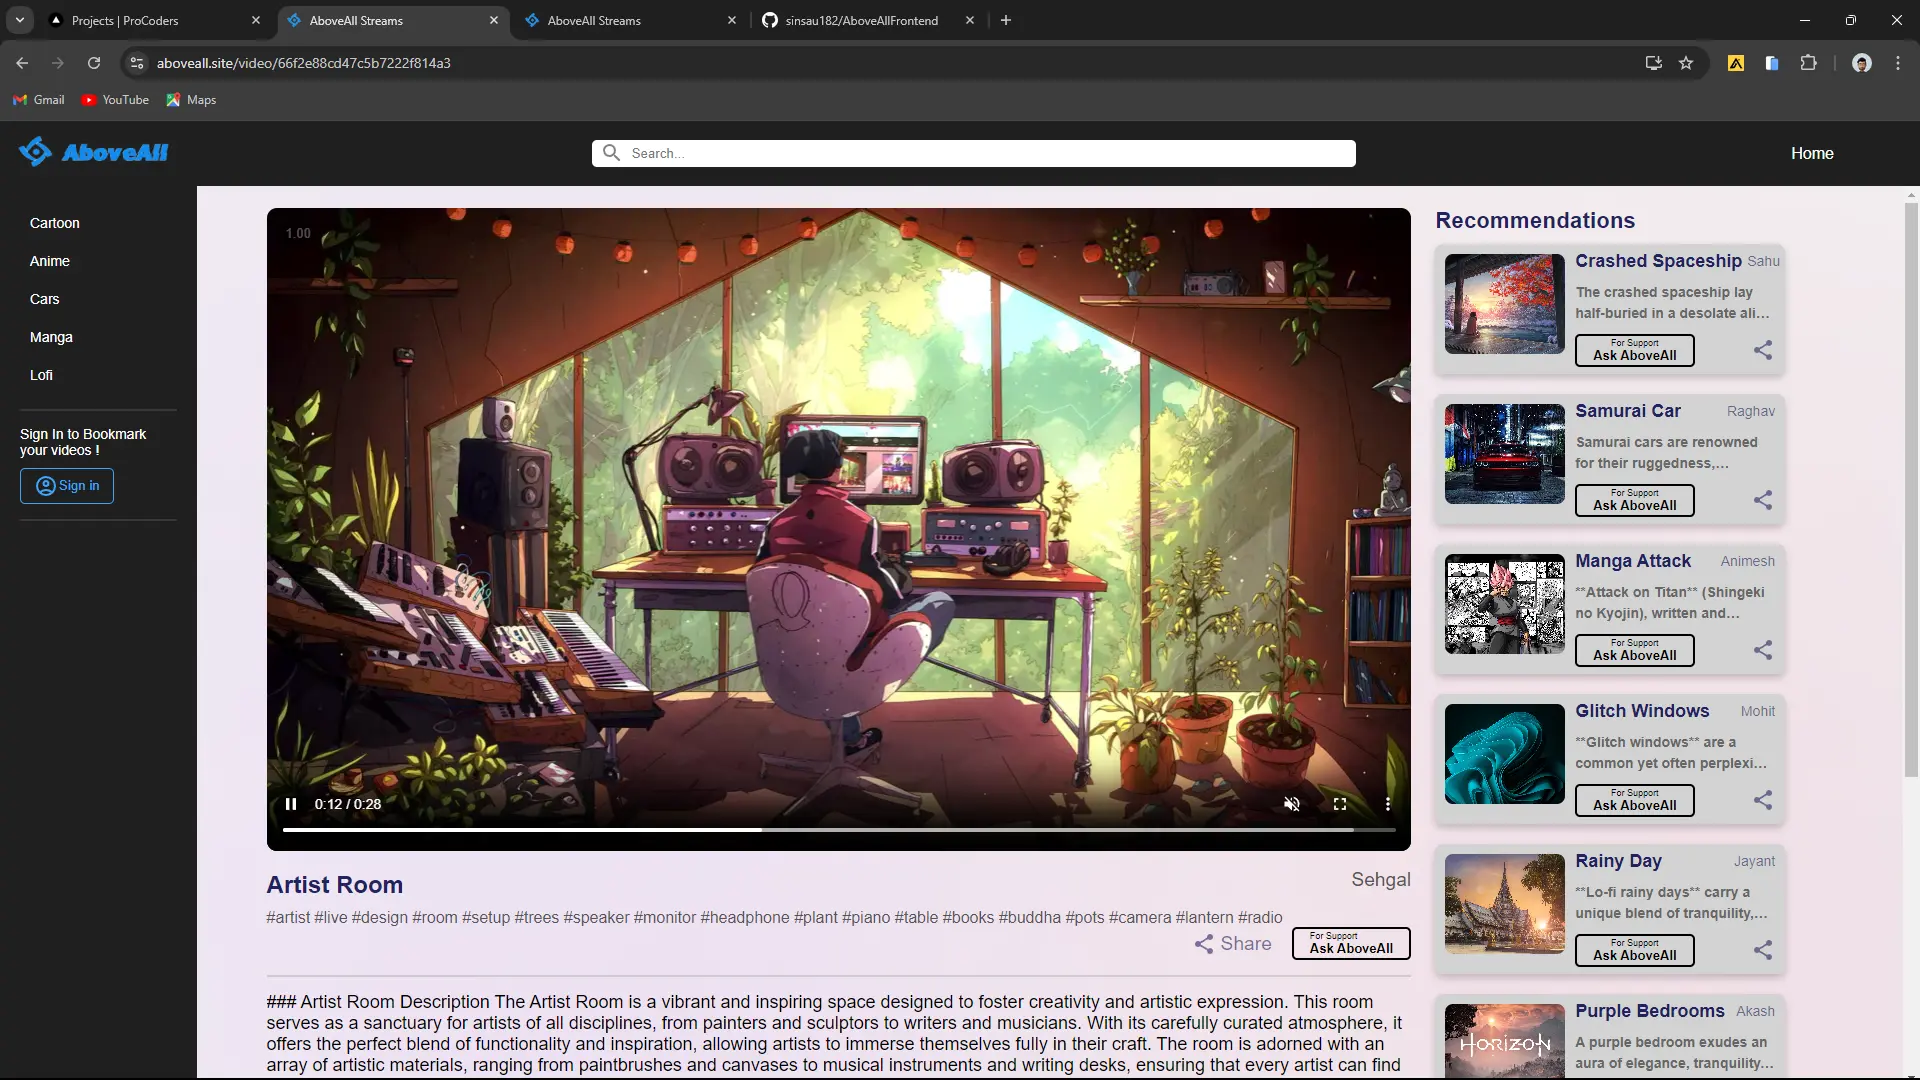 Projects | ProCoders
AboveAll Streams
AboveAll Streams
sinsau182/AboveAllFrontend
aboveall.site/video/66f2e88cd47c5b7222f814a3
Gmail
YouTube
Maps
AboveAll
Search...
Home
Cartoon
Anime
Cars
Manga
Lofi
Sign In to Bookmark
your videos !
Sign in
1.00
0:12 / 0:28
Artist Room
Sehgal
#artist #live #design #room #setup #trees #speaker #monitor #headphone #plant #piano #table #books #buddha #pots #camera #lantern #radio
Share
For Support
Ask AboveAll
### Artist Room Description The Artist Room is a vibrant and inspiring space designed to foster creativity and artistic expression. This room
serves as a sanctuary for artists of all disciplines, from painters and sculptors to writers and musicians. With its carefully curated atmosphere, it
offers the perfect blend of functionality and inspiration, allowing artists to immerse themselves fully in their craft. The room is adorned with an
array of artistic materials, ranging from paintbrushes and canvases to musical instruments and writing desks, ensuring that every artist can find
Recommendations
Crashed Spaceship Sahu
The crashed spaceship lay
half-buried in a desolate ali...
For Support
Ask AboveAll
Samurai Car Raghav
Samurai cars are renowned
for their ruggedness,...
For Support
Ask AboveAll
Manga Attack Animesh
**Attack on Titan** (Shingeki
no Kyojin), written and...
For Support
Ask AboveAll
Glitch Windows Mohit
**Glitch windows** are a
common yet often perplexi...
For Support
Ask AboveAll
Rainy Day Jayant
**Lo-fi rainy days** carry a
unique blend of tranquility,...
For Support
Ask AboveAll
HORIZON
Purple Bedrooms Akash
A purple bedroom exudes an
aura of elegance, tranquility...